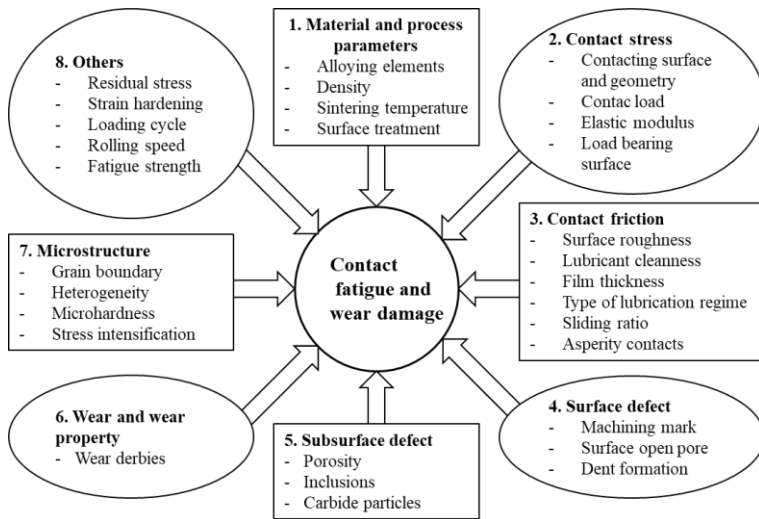 1. Material and process
parameters
- Alloying elements
- Density
- Sintering temperature
- Surface treatment
2. Contact stress
- Contacting surface
and geometry
- Contac load
- Elastic modulus
- Load bearing
surface
3. Contact friction
- Surface roughness
- Lubricant cleanness
- Film thickness
- Type of lubrication regime
- Sliding ratio
- Asperity contacts
4. Surface defect
- Machining mark
- Surface open pore
- Dent formation
5. Subsurface defect
- Porosity
- Inclusions
- Carbide particles
6. Wear and wear
property
- Wear derbies
7. Microstructure
- Grain boundary
- Heterogeneity
- Microhardness
- Stress intensification
8. Others
- Residual stress
- Strain hardening
- Loading cycle
- Rolling speed
- Fatigue strength
Contact
fatigue and
wear damage